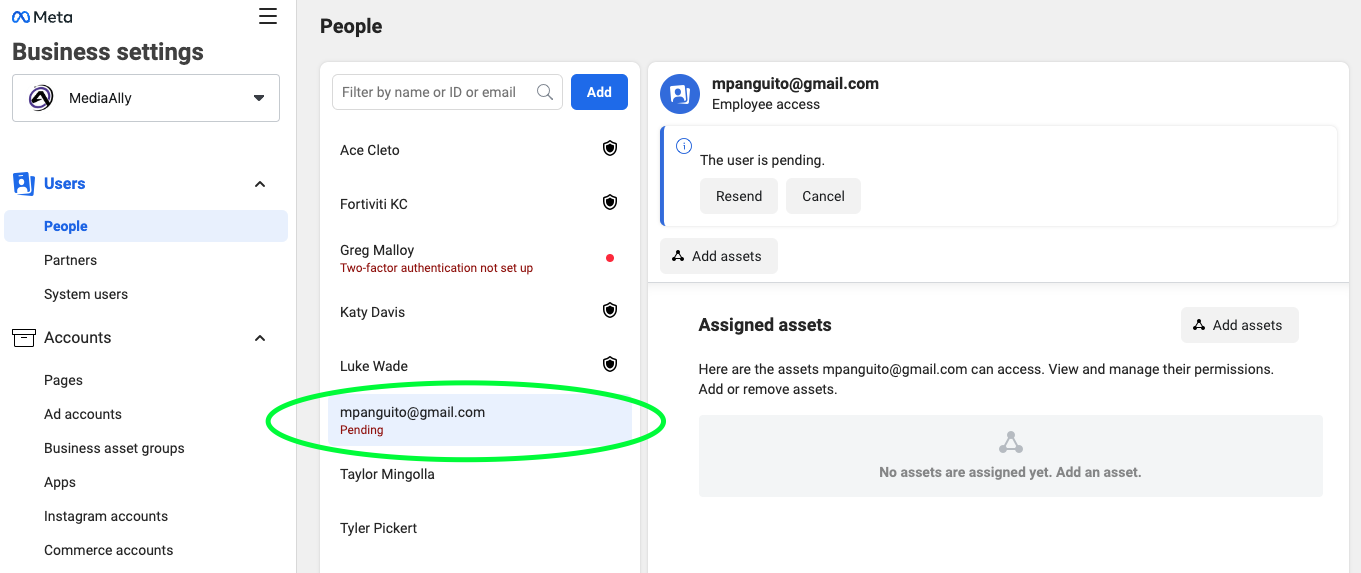 Meta
Business settings
MediaAlly
Users
People
Partners
System users
Accounts
Pages
Ad accounts
Business asset groups
Apps
Instagram accounts
Commerce accounts
People
Filter by name or ID or email
Add
Ace Cleto
Fortiviti KC
Greg Malloy
Two-factor authentication not set up
Katy Davis
Luke Wade
mpanguito@gmail.com
Pending
Taylor Mingolla
Tyler Pickert
mpanguito@gmail.com
Employee access
The user is pending.
Resend
Cancel
Add assets
Assigned assets
Add assets
Here are the assets mpanguito@gmail.com can access. View and manage their permissions.
Add or remove assets.
No assets are assigned yet. Add an asset.